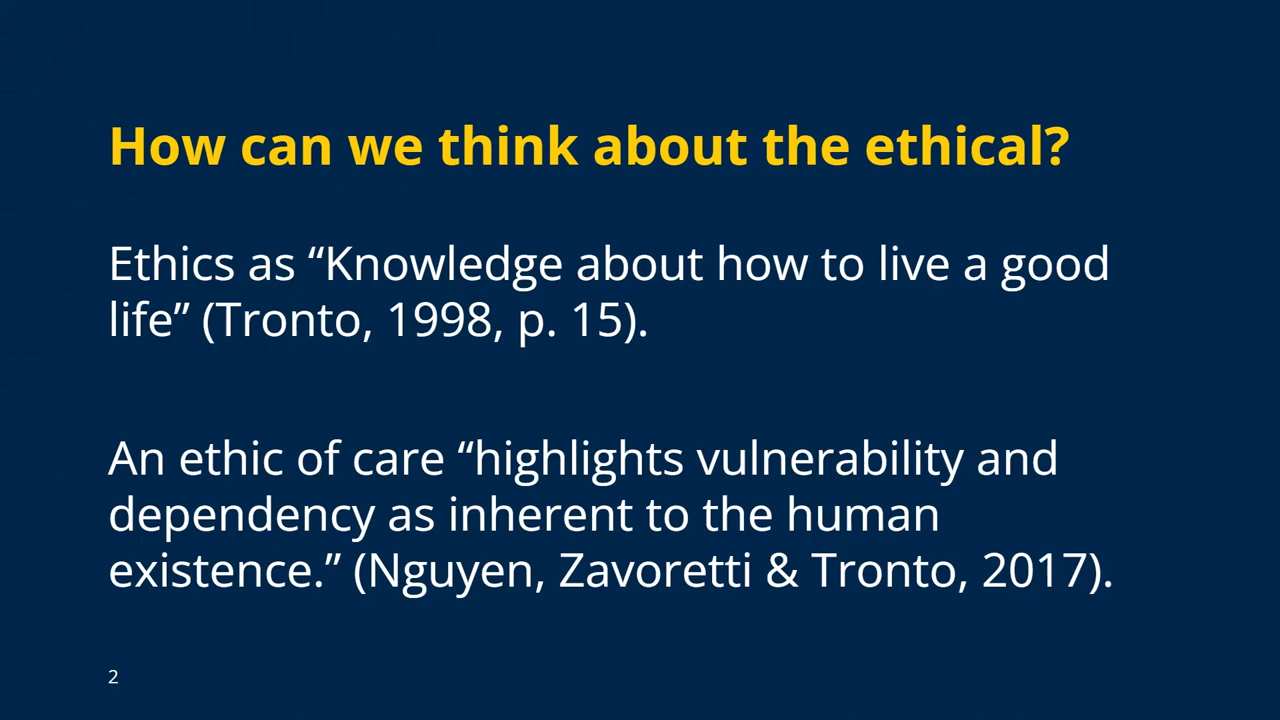 How can we think about the ethical?
Ethics as “Knowledge about how to live a good
life” (Tronto, 1998, p. 15).
An ethic of care “highlights vulnerability and
dependency as inherent to the human
existence.” (Nguyen, Zavoretti & Tronto, 2017).
2